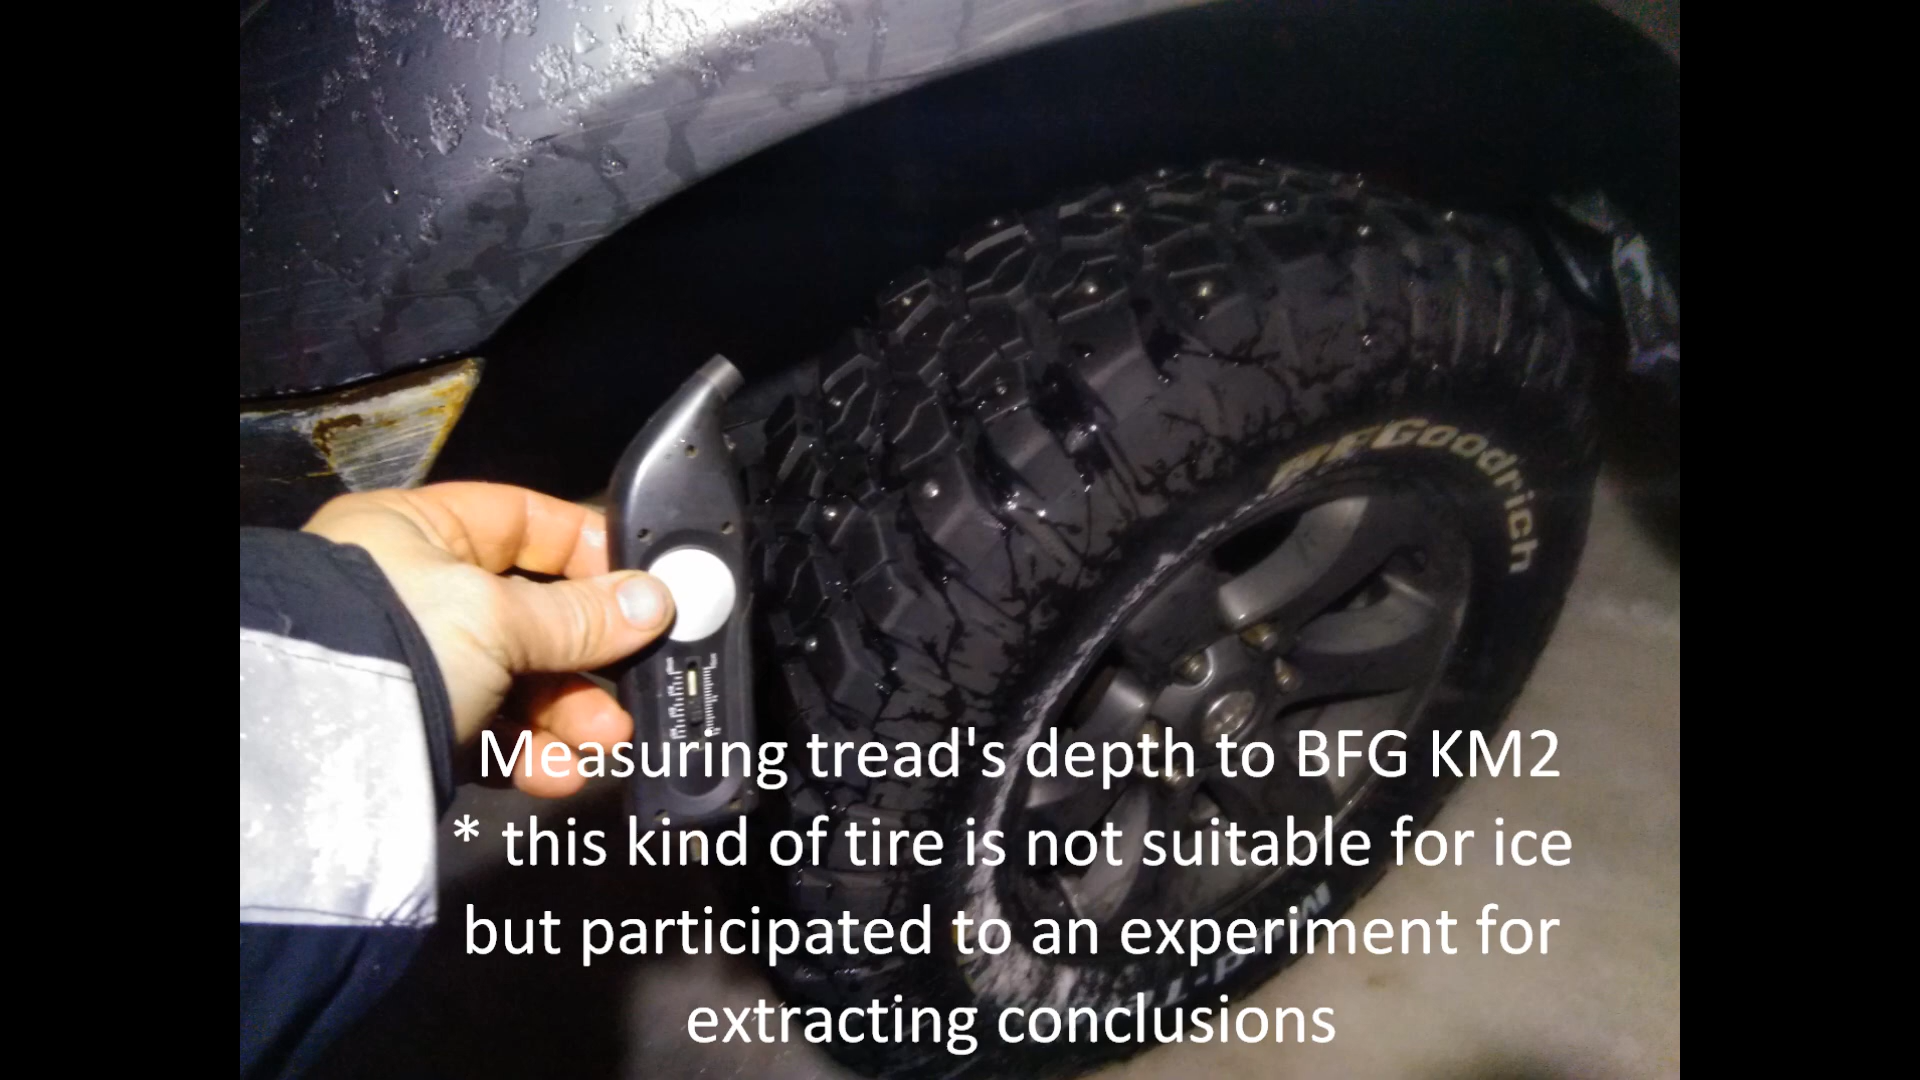 BFGoodrich
Measuring tread's depth to BFG KM2
* this kind of tire is not suitable for ice
but participated to an experiment for
extracting conclusions